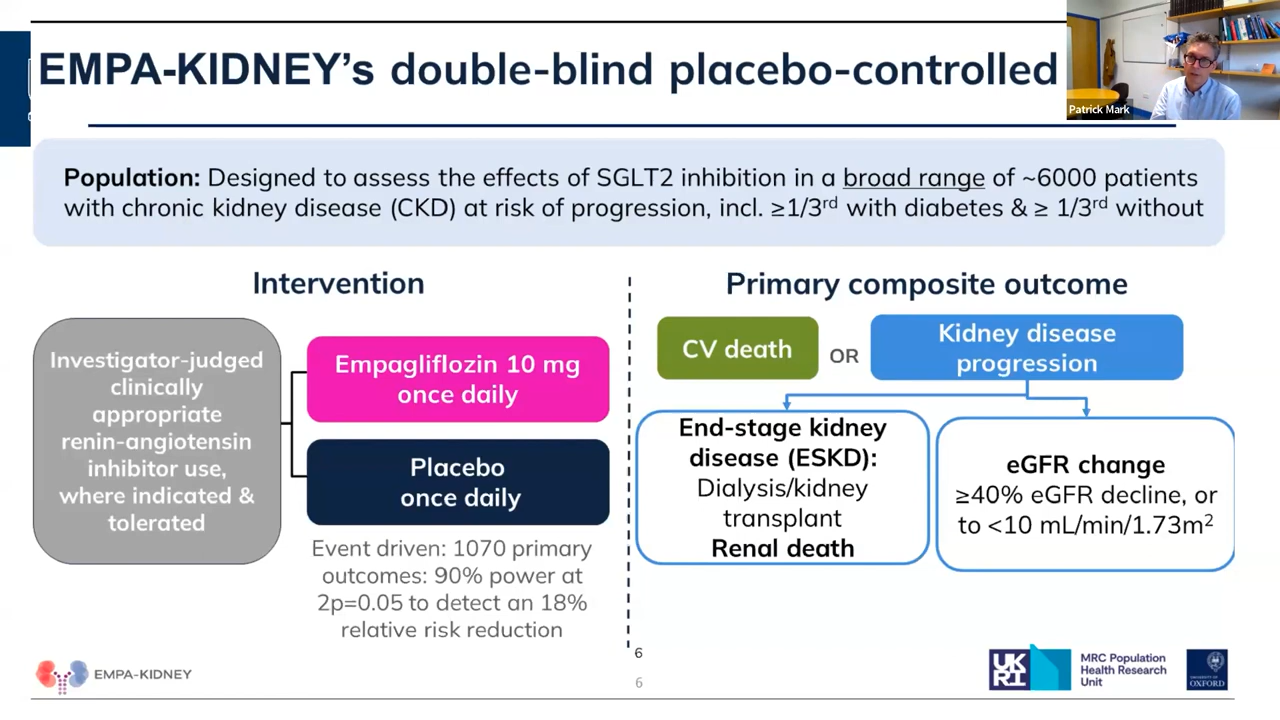 EMPA-KIDNEY’s double-blind placebo-controlled
Patrick Mark
Population: Designed to assess the effects of SGLT2 inhibition in a broad range of ~6000 patients
with chronic kidney disease (CKD) at risk of progression, incl. ≥1/3rd with diabetes & ≥ 1/3rd without
Intervention
Investigator-judged
clinically
appropriate
renin-angiotensin
inhibitor use,
where indicated &
tolerated
Empagliflozin 10 mg
once daily
Placebo
once daily
Event driven: 1070 primary
outcomes: 90% power at
2p=0.05 to detect an 18%
relative risk reduction
Primary composite outcome
CV death
OR
Kidney disease
progression
End-stage kidney
disease (ESKD):
Dialysis/kidney
transplant
Renal death
eGFR change
≥40% eGFR decline, or
to <10 mL/min/1.73m²
EMPA-KIDNEY
6
6
UK
RI
MRC Population
Health Research
Unit
UNIVERSITY OF
OXFORD